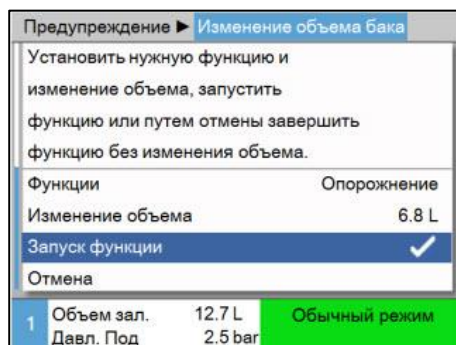 Предупреждение ▶ Изменение объема бака
Установить нужную функцию и
изменение объема, запустить
функцию или путем отмены завершить
функцию без изменения объема.
Функции Опорожнение
Изменение объема 6.8 L
Запуск функции ✓
Отмена
1 Объем зал. 12.7 L Обычный режим
Давл. Под 2.5 bar